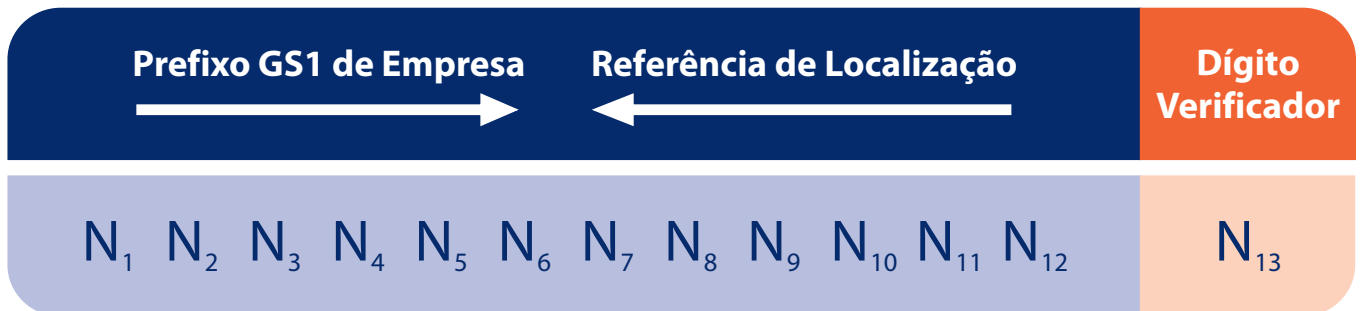 Prefixo GS1 de Empresa Referência de Localização Dígito
Verificador
N₁ N₂ N₃ N₄ N₅ N₆ N₇ N₈ N₉ N₁₀ N₁₁ N₁₂ N₁₃